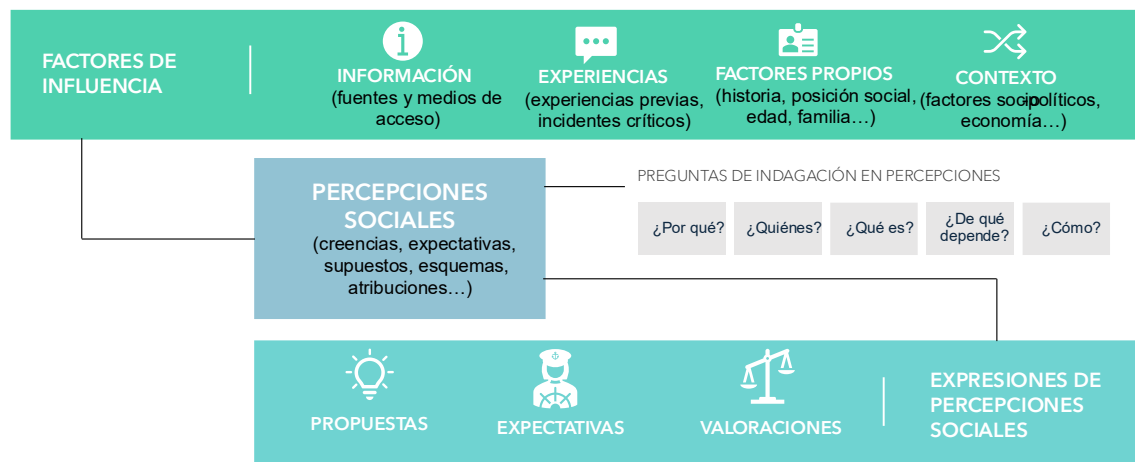 FACTORES DE
INFLUENCIA
INFORMACIÓN
(fuentes y medios de
acceso)
EXPERIENCIAS
(experiencias previas,
incidentes críticos)
FACTORES PROPIOS
(historia, posición social,
edad, familia…)
CONTEXTO
(factores socio-políticos,
economía…)
PERCEPCIONES
SOCIALES
(creencias, expectativas,
supuestos, esquemas,
atribuciones…)
PREGUNTAS DE INDAGACIÓN EN PERCEPCIONES
¿Por qué?
¿Quiénes?
¿Qué es?
¿De qué
depende?
¿Cómo?
PROPUESTAS
EXPECTATIVAS
VALORACIONES
EXPRESIONES DE
PERCEPCIONES
SOCIALES